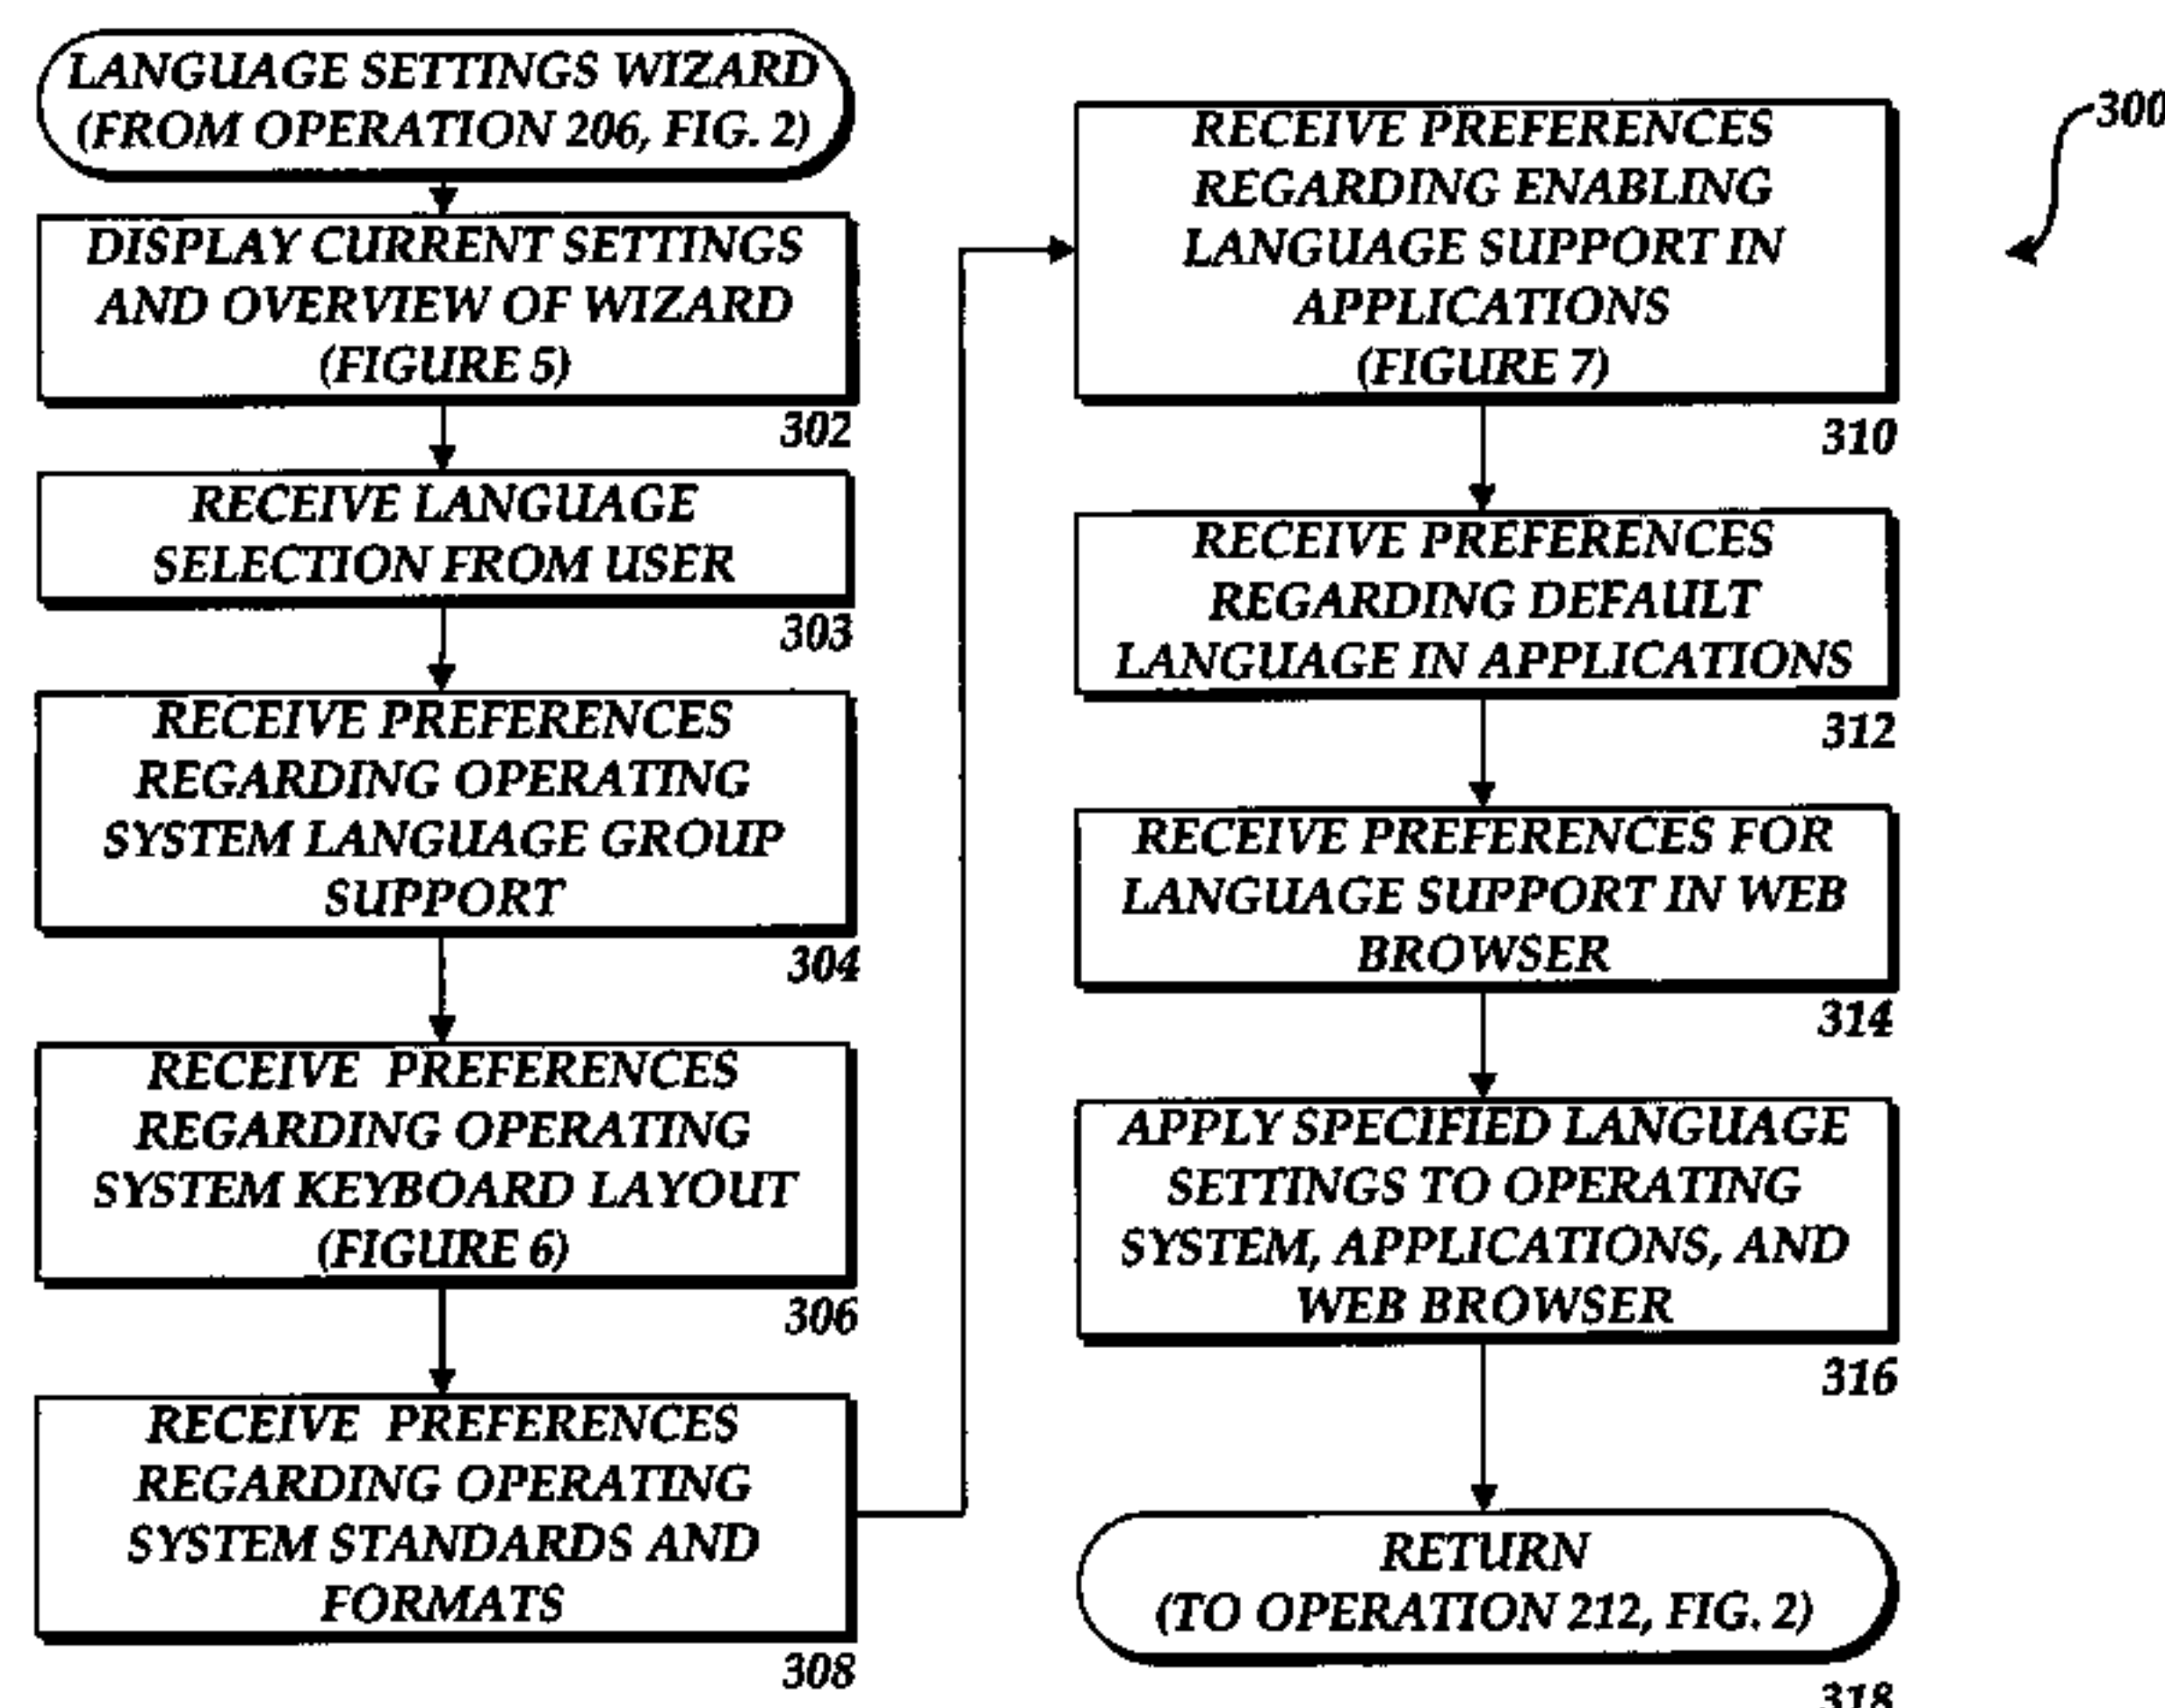 LANGUAGE SETTINGS WIZARD
(FROM OPERATION 206, FIG. 2)
DISPLAY CURRENT SETTINGS
AND OVERVIEW OF WIZARD
(FIGURE 5)
302
RECEIVE LANGUAGE
SELECTION FROM USER
303
RECEIVE PREFERENCES
REGARDING OPERATING
SYSTEM LANGUAGE GROUP
SUPPORT
304
RECEIVE PREFERENCES
REGARDING OPERATING
SYSTEM KEYBOARD LAYOUT
(FIGURE 6)
306
RECEIVE PREFERENCES
REGARDING OPERATING
SYSTEM STANDARDS AND
FORMATS
308
300
RECEIVE PREFERENCES
REGARDING ENABLING
LANGUAGE SUPPORT IN
APPLICATIONS
(FIGURE 7)
310
RECEIVE PREFERENCES
REGARDING DEFAULT
LANGUAGE IN APPLICATIONS
312
RECEIVE PREFERENCES FOR
LANGUAGE SUPPORT IN WEB
BROWSER
314
APPLY SPECIFIED LANGUAGE
SETTINGS TO OPERATING
SYSTEM, APPLICATIONS, AND
WEB BROWSER
316
RETURN
(TO OPERATION 212, FIG. 2)
318